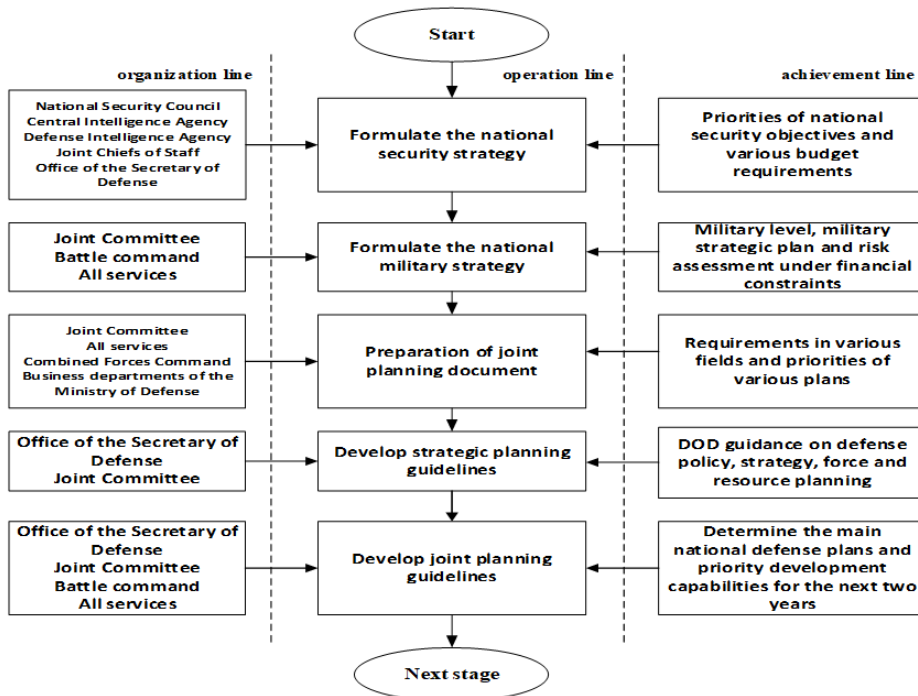 Start
organization line
operation line
achievement line
National Security Council
Central Intelligence Agency
Defense Intelligence Agency
Joint Chiefs of Staff
Office of the Secretary of
Defense
Formulate the national
security strategy
Priorities of national
security objectives and
various budget
requirements
Joint Committee
Battle command
All services
Formulate the national
military strategy
Military level, military
strategic plan and risk
assessment under financial
constraints
Joint Committee
All services
Combined Forces Command
Business departments of the
Ministry of Defense
Preparation of joint
planning document
Requirements in various
fields and priorities of
various plans
Office of the Secretary of
Defense
Joint Committee
Develop strategic planning
guidelines
DOD guidance on defense
policy, strategy, force and
resource planning
Office of the Secretary of
Defense
Joint Committee
Battle command
All services
Develop joint planning
guidelines
Determine the main
national defense plans and
priority development
capabilities for the next two
years
Next stage